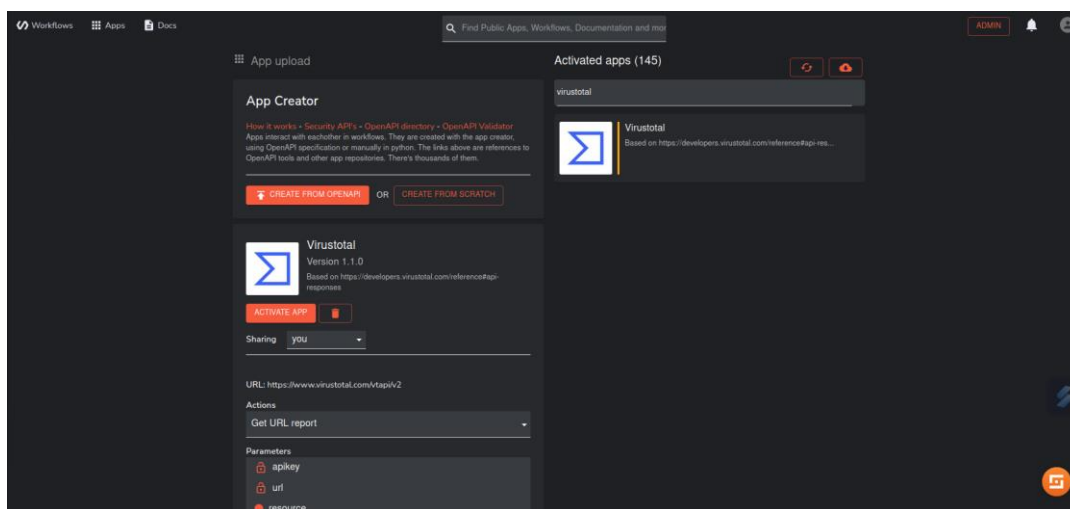 Workflows
Apps
Docs
Find Public Apps, Workflows, Documentation and mor
ADMIN
App upload
App Creator
How it works - Security API's - OpenAPI directory - OpenAPI Validator
Apps interact with eachother in workflows. They are created with the app creator,
using OpenAPI specification or manually in python. The links above are references to
OpenAPI tools and other app repositories. There's thousands of them.
CREATE FROM OPENAPI
OR
CREATE FROM SCRATCH
Virustotal
Version 1.1.0
Based on https://developers.virustotal.com/reference#api-
responses
ACTIVATE APP
Sharing
you
URL: https://www.virustotal.com/vtapi/v2
Actions
Get URL report
Parameters
apikey
url
resource
Activated apps (145)
virustotal
Virustotal
Based on https://developers.virustotal.com/reference#api-res...